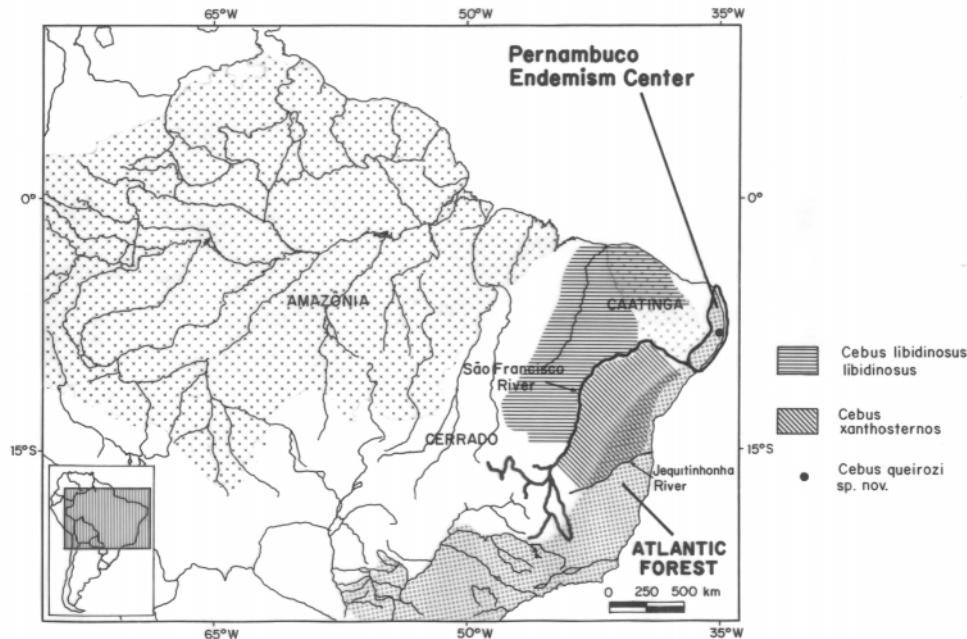 65°W
50°W
35°W
Pernambuco
Endemism Center
0°
0°
AMAZÔNIA
CAATINGA
São Francisco
River
CERRADO
15°S
15°S
Jequitinhonha
River
ATLANTIC
FOREST
0 250 500 km
65°W
50°W
35°W
Cebus libidinosus
libidinosus
Cebus
xanthosternos
Cebus queirozi
sp. nov.